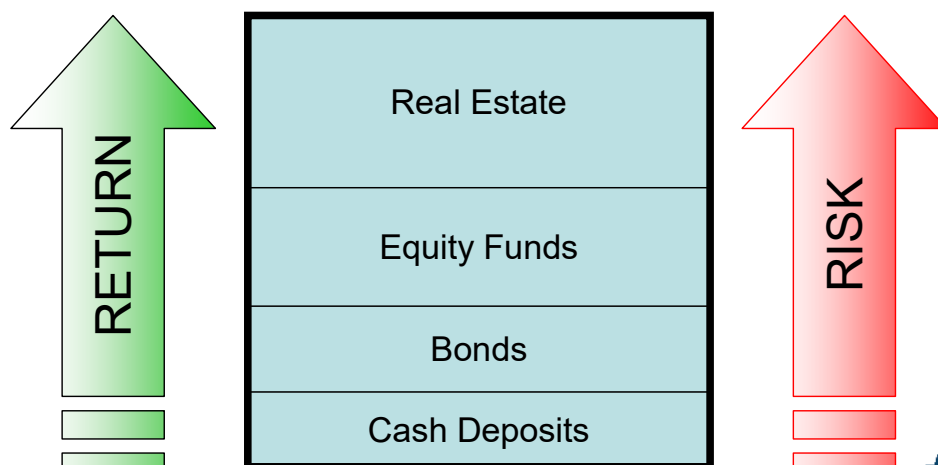 RETURN
Real Estate
Equity Funds
Bonds
Cash Deposits
RISK